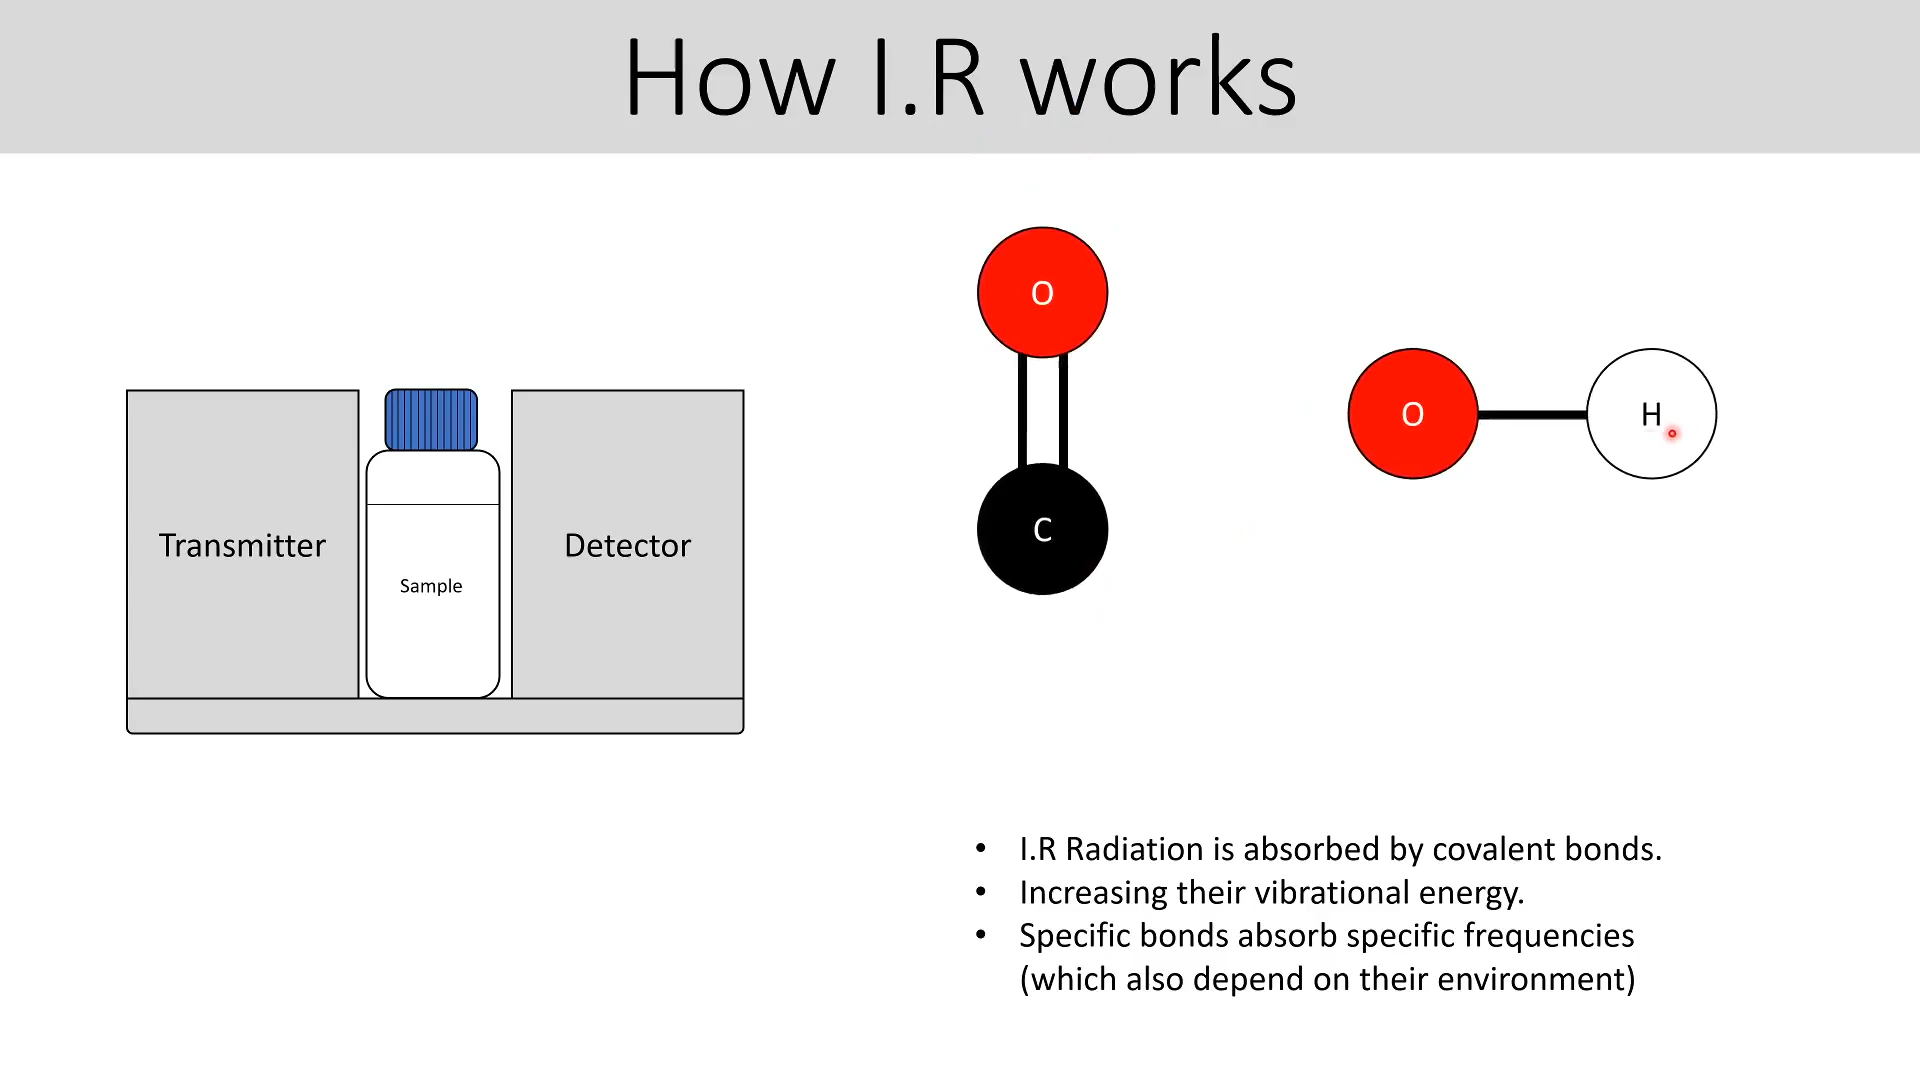 How I.R works
O
O
H
C
Transmitter
Sample
Detector
• I.R Radiation is absorbed by covalent bonds.
• Increasing their vibrational energy.
• Specific bonds absorb specific frequencies
(which also depend on their environment)